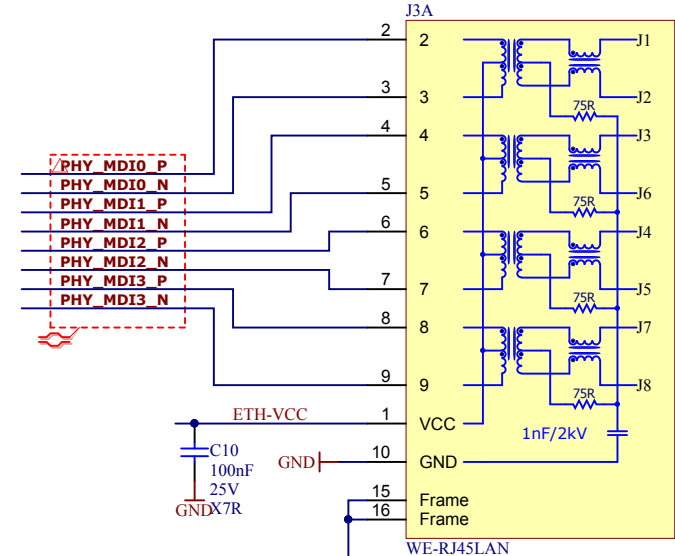 J3A
2 2 J1
3 3 75R J2
4 4 J3
PHY_MDI0_P
PHY_MDI0_N
5 5 75R J6
PHY_MDI1_P
PHY_MDI1_N
6 6 J4
PHY_MDI2_P
PHY_MDI2_N
7 7 75R J5
PHY_MDI3_P
PHY_MDI3_N
8 8 J7
9 9 75R J8
ETH-VCC 1 VCC
1nF/2kV
C10
100nF
25V
X7R
GND
GND 10 GND
15 Frame
16 Frame
WE-RJ45LAN